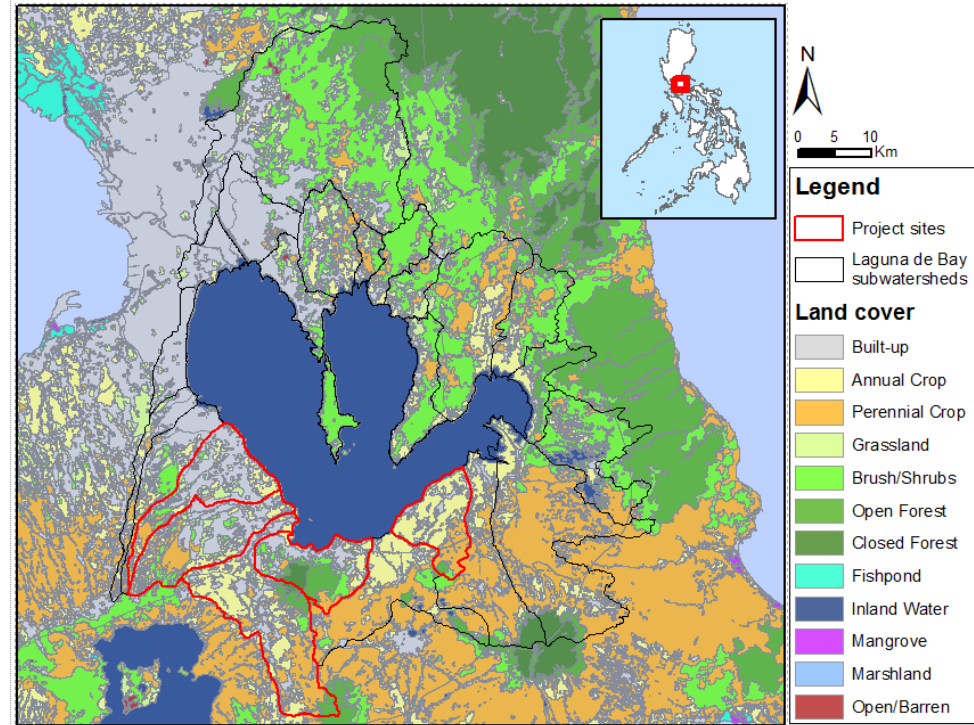 N
0 5 10
Km
Legend
Project sites
Laguna de Bay
subwatersheds
Land cover
Built-up
Annual Crop
Perennial Crop
Grassland
Brush/Shrubs
Open Forest
Closed Forest
Fishpond
Inland Water
Mangrove
Marshland
Open/Barren